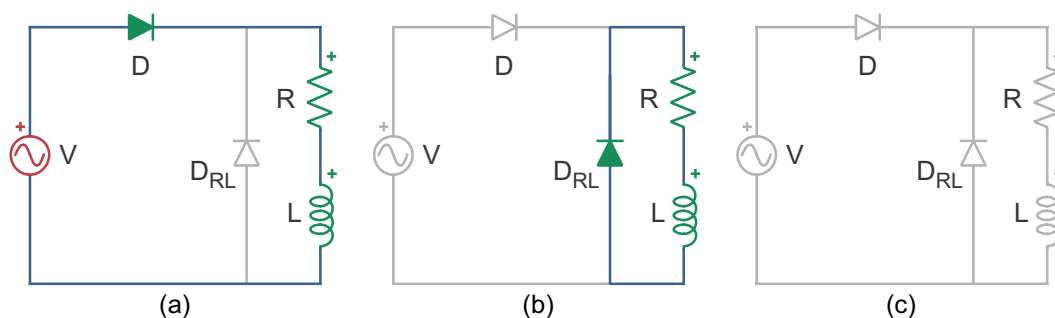 + D R V + D_RL + L (a)
+ D R V + D_RL + L (b)
+ D R V + D_RL + L (c)